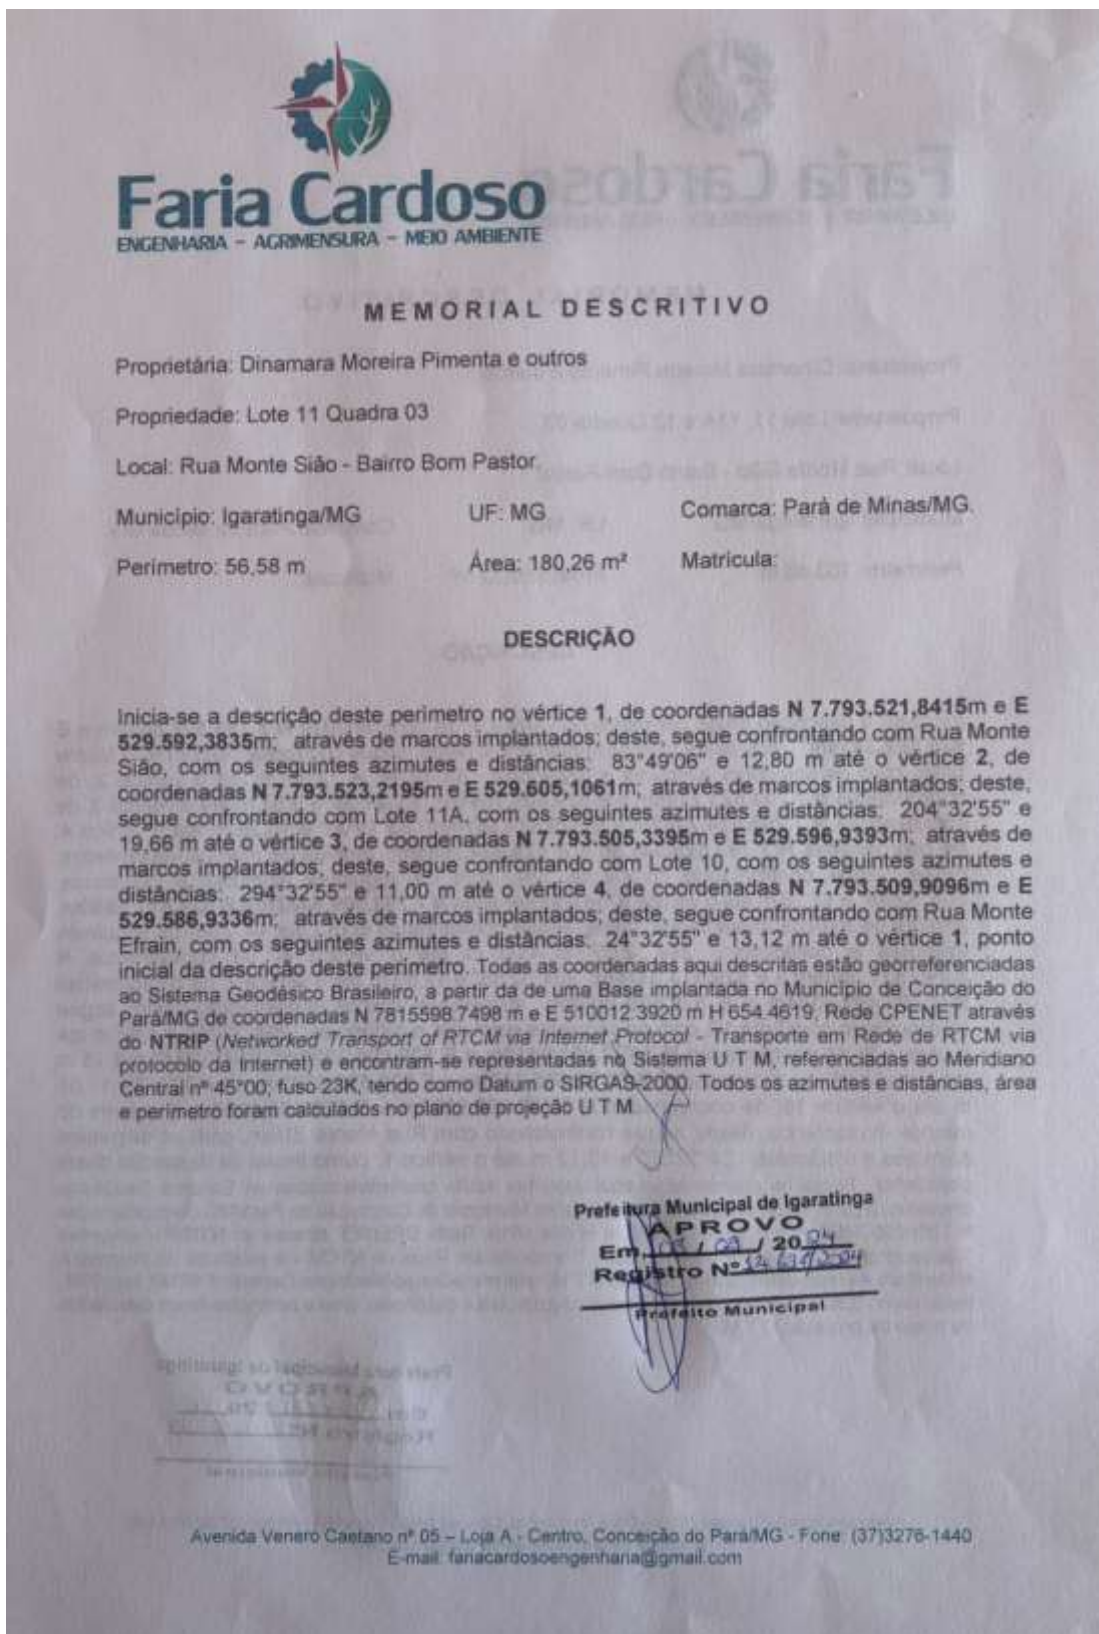 Faria Cardoso
ENGENHARIA - AGRIMENSURA - MEIO AMBIENTE
MEMORIAL DESCRITIVO
Proprietária: Dinamara Moreira Pimenta e outros
Propriedade: Lote 11 Quadra 03
Local: Rua Monte Sião - Bairro Bom Pastor
Município: Igaratinga/MG UF: MG Comarca: Pará de Minas/MG.
Perímetro: 56,58 m Área: 180,26 m² Matrícula:
DESCRIÇÃO
Inicia-se a descrição deste perímetro no vértice 1, de coordenadas N 7.793.521,8415m e E
529.592,3835m; através de marcos implantados; deste, segue confrontando com Rua Monte
Sião, com os seguintes azimutes e distâncias: 83°49'06" e 12,80 m até o vértice 2, de
coordenadas N 7.793.523,2195m e E 529.605,1061m; através de marcos implantados; deste,
segue confrontando com Lote 11A, com os seguintes azimutes e distâncias: 204°32'55" e
19,66 m até o vértice 3, de coordenadas N 7.793.505,3395m e E 529.596,9393m; através de
marcos implantados; deste, segue confrontando com Lote 10, com os seguintes azimutes e
distâncias: 294°32'55" e 11,00 m até o vértice 4, de coordenadas N 7.793.509,9096m e E
529.586,9336m; através de marcos implantados; deste, segue confrontando com Rua Monte
Efrain, com os seguintes azimutes e distâncias: 24°32'55" e 13,12 m até o vértice 1, ponto
inicial da descrição deste perímetro. Todas as coordenadas aqui descritas estão georreferenciadas
ao Sistema Geodésico Brasileiro, a partir da de uma Base implantada no Município de Conceição do
Pará/MG de coordenadas N 7815598.7498 m e E 510012.3920 m H 654.4619, Rede CPENET através
do NTRIP (Networked Transport of RTCM via Internet Protocol - Transporte em Rede de RTCM via
protocolo da Internet) e encontram-se representadas no Sistema U T M, referenciadas ao Meridiano
Central nº 45°00', fuso 23K, tendo como Datum o SIRGAS-2000. Todos os azimutes e distâncias, área
e perímetro foram calculados no plano de projeção U T M.
Prefeitura Municipal de Igaratinga
APROVO
Em, 03 / 09 / 2024
Registro Nº
Prefeito Municipal
Avenida Venero Caetano nº 05 – Loja A - Centro, Conceição do Pará/MG - Fone: (37)3276-1440
E-mail: fariacardosoengenharia@gmail.com